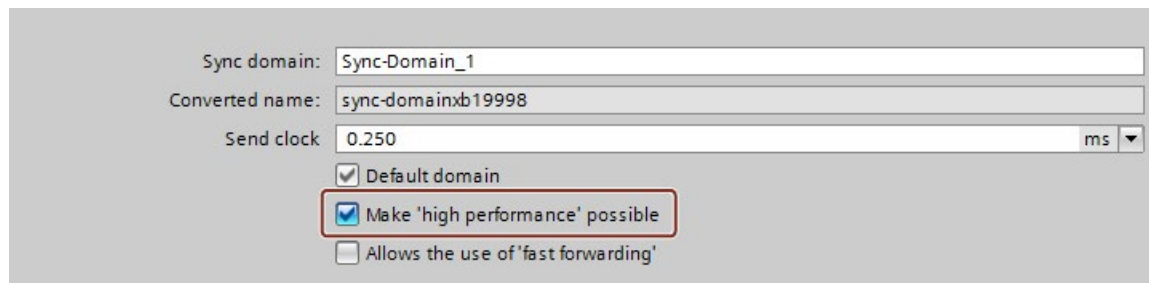 Sync domain: Sync-Domain_1
Converted name: sync-domainxb19998
Send clock 0.250 ms
Default domain
Make 'high performance' possible
Allows the use of 'fast forwarding'